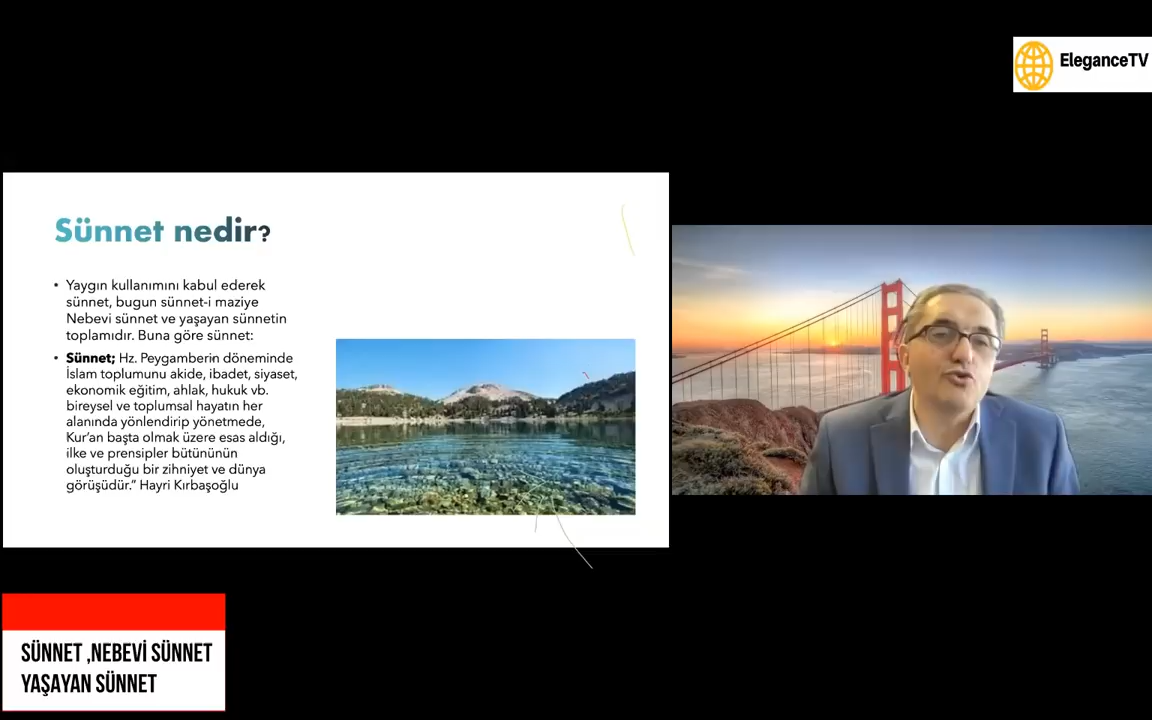 EleganceTV
Sünnet nedir?
• Yaygın kullanımını kabul ederek
sünnet, bugun sünnet-i maziye
Nebevi sünnet ve yaşayan sünnetin
toplamıdır. Buna göre sünnet:
• Sünnet; Hz. Peygamberin döneminde
İslam toplumunu akide, ibadet, siyaset,
ekonomik eğitim, ahlak, hukuk vb.
bireysel ve toplumsal hayatın her
alanında yönlendirip yönetmede,
Kur’an başta olmak üzere esas aldığı,
ilke ve prensipler bütününün
oluşturduğu bir zihniyet ve dünya
görüşüdür.” Hayri Kırbaşoğlu
SÜNNET ,NEBEVİ SÜNNET
YAŞAYAN SÜNNET